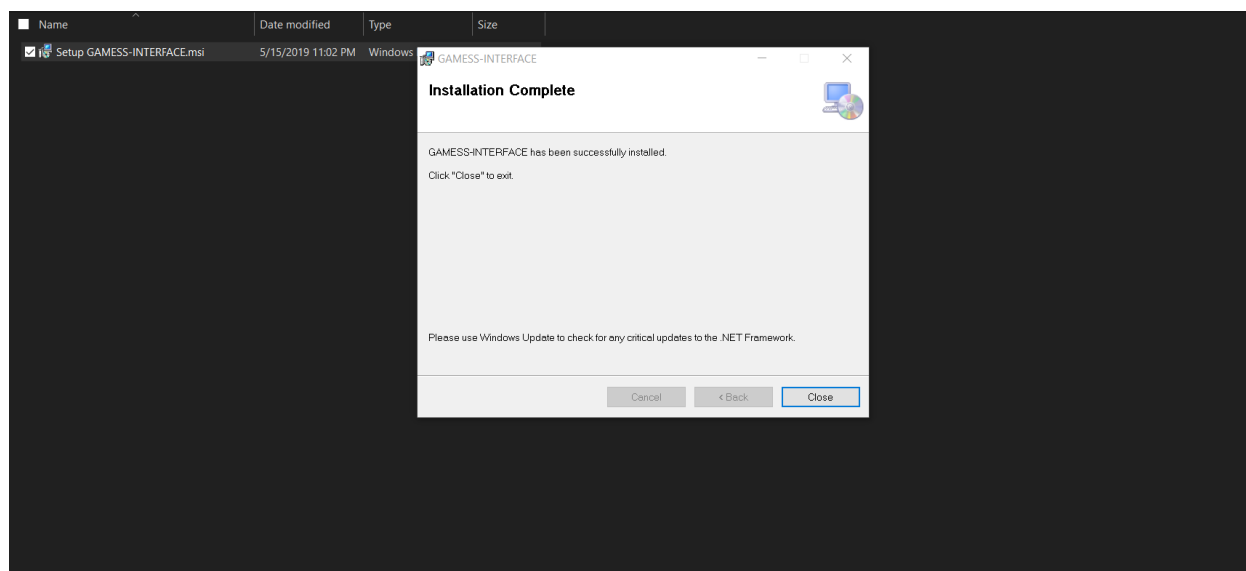 Name Date modified Type Size
Setup GAMESS-INTERFACE.msi 5/15/2019 11:02 PM Windows
GAMESS-INTERFACE
Installation Complete
GAMESS-INTERFACE has been successfully installed.
Click "Close" to exit.
Please use Windows Update to check for any critical updates to the .NET Framework.
Cancel < Back Close